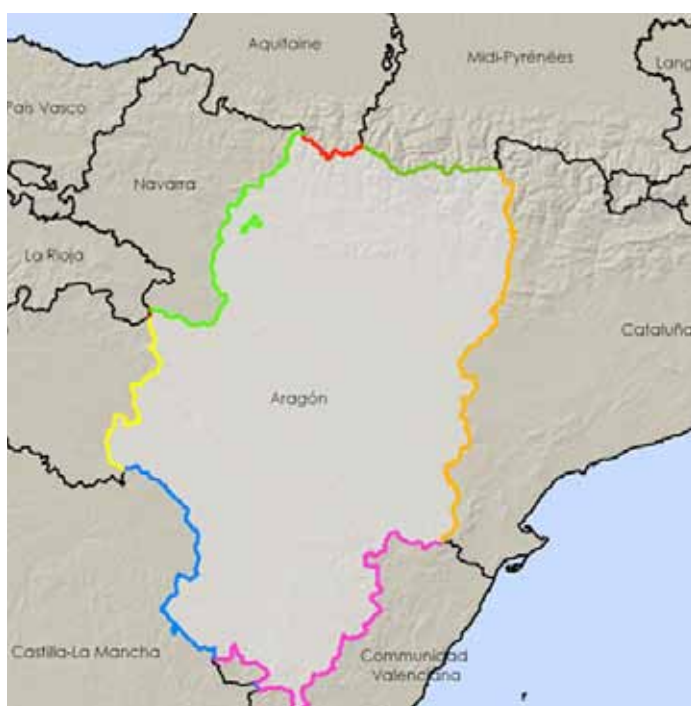 Aquitaine
Midi-Pyrénées
Lang
País Vasco
Navarra
La Rioja
Cataluña
Aragón
Castilla-La Mancha
Communidad
Valenciana